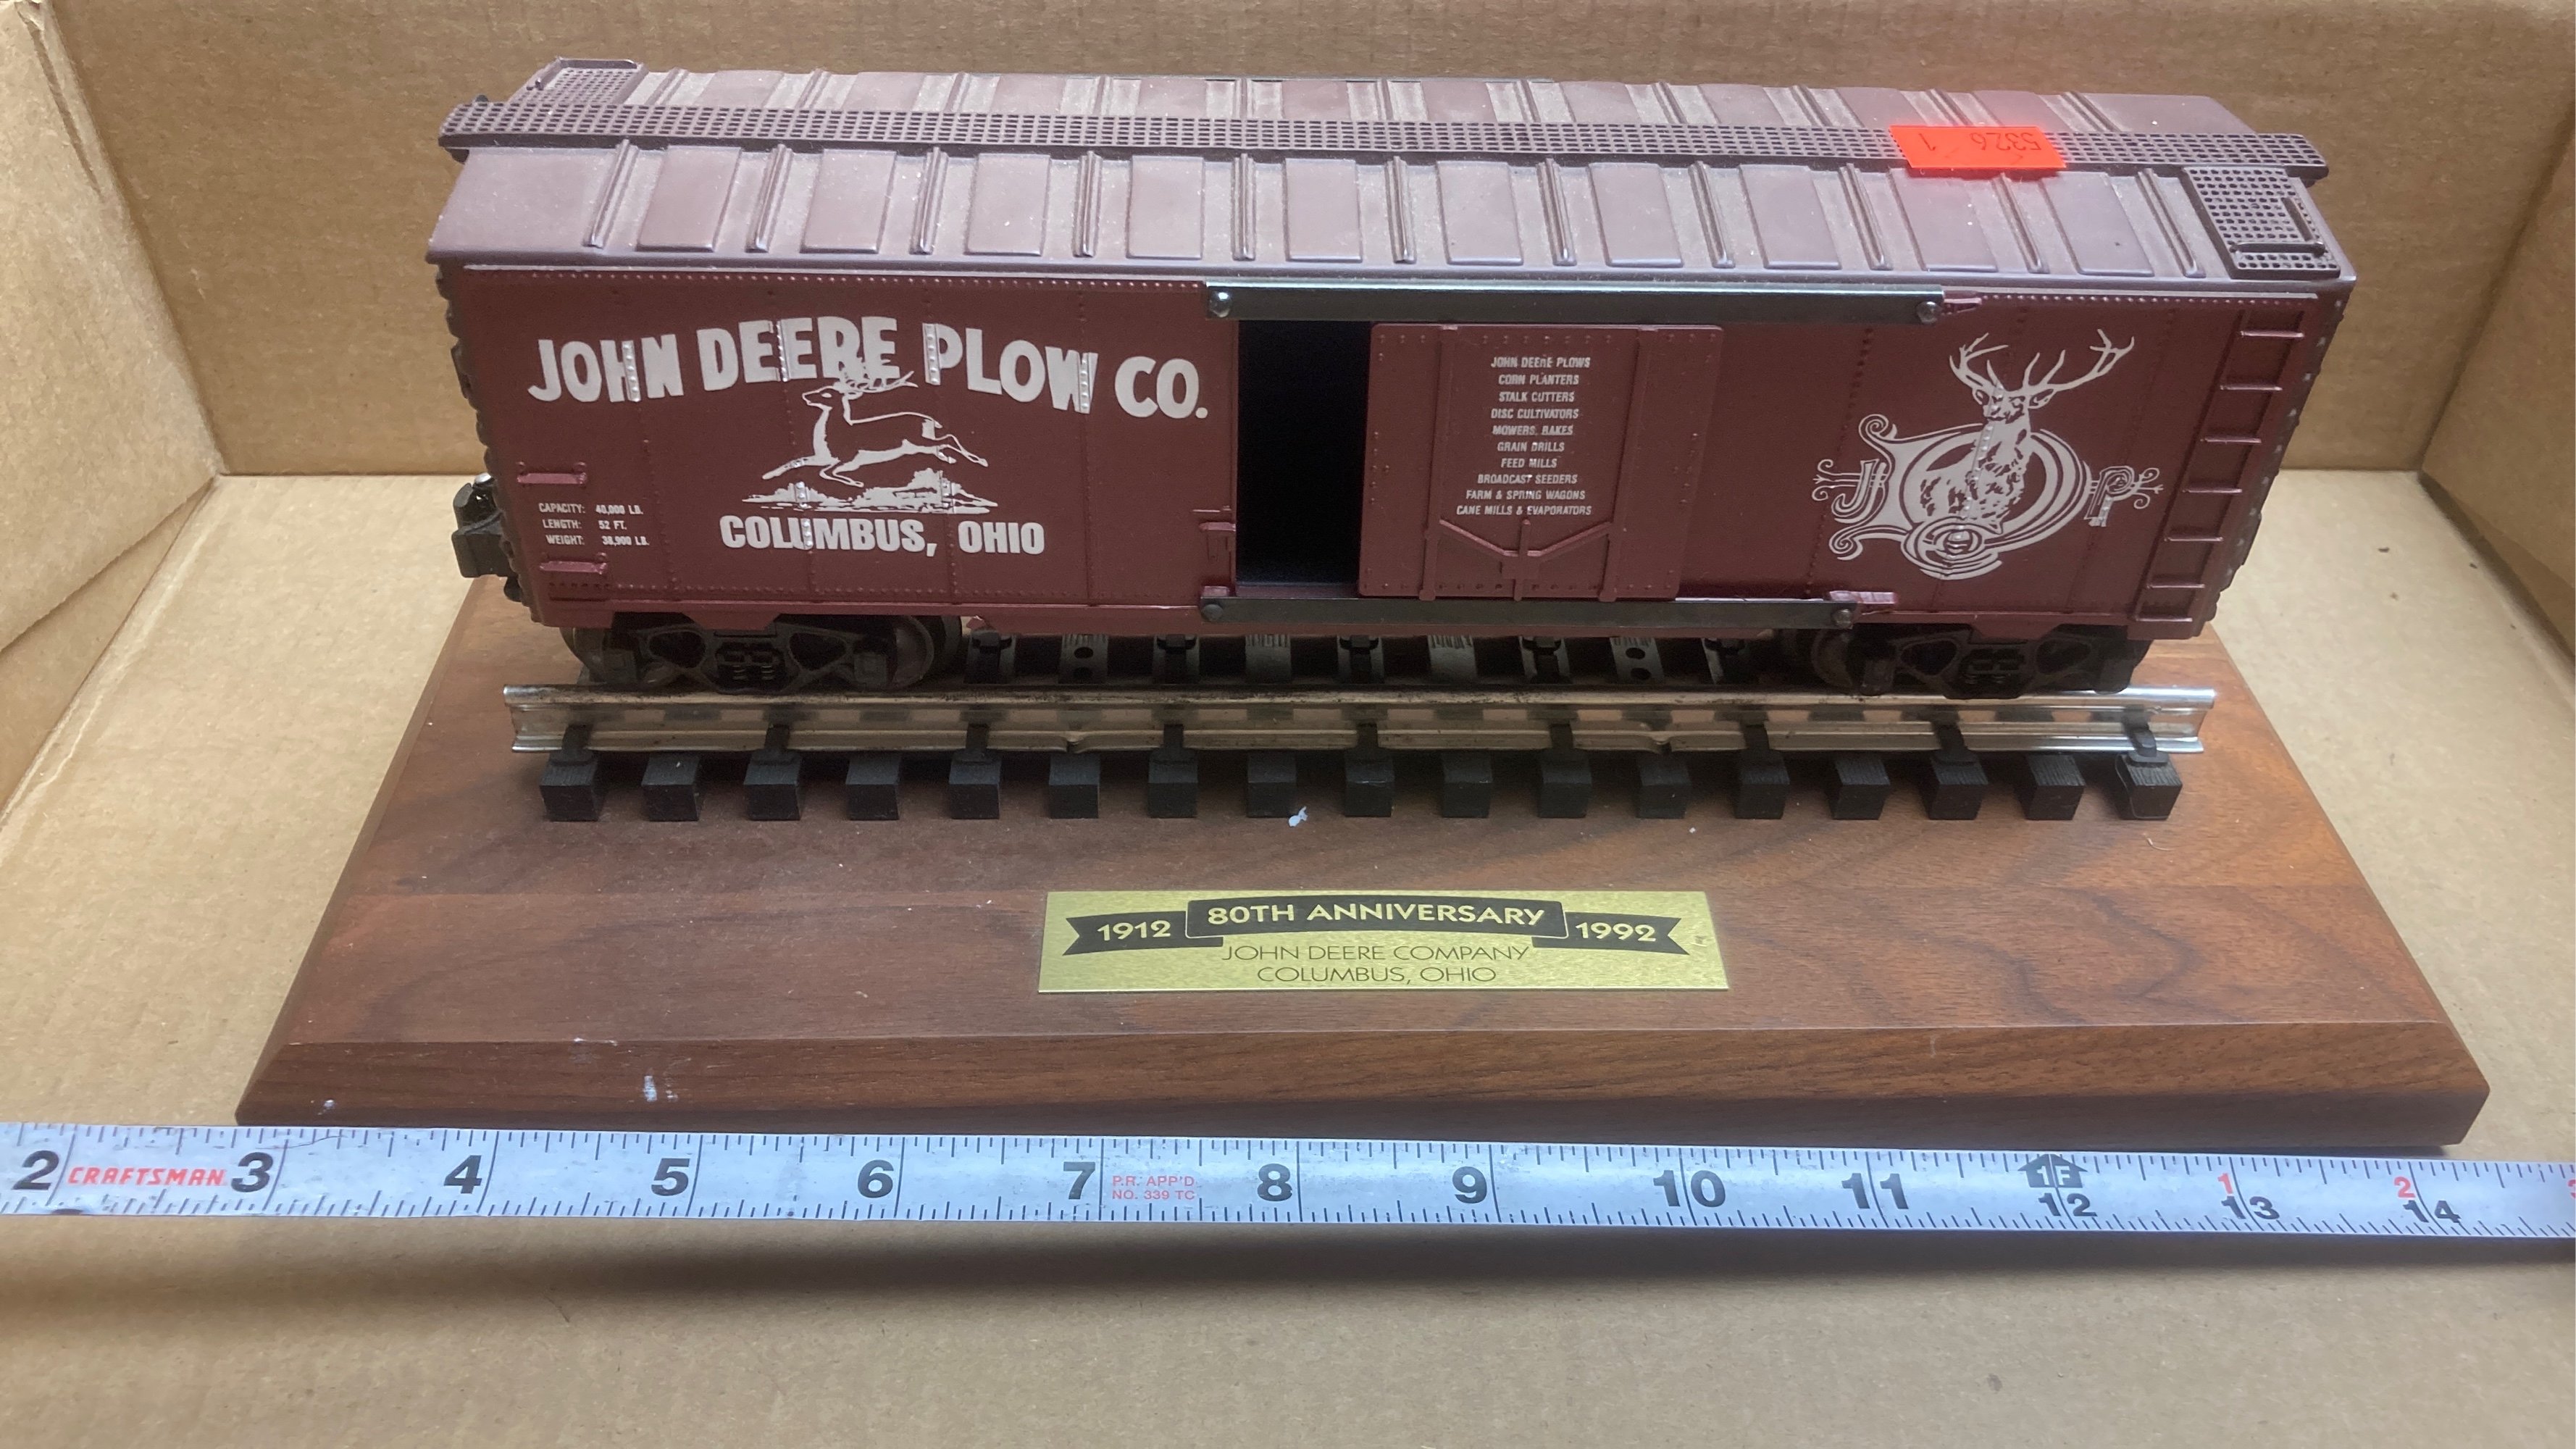 5326 1
JOHN DEERE PLOW CO.
COLUMBUS, OHIO
CAPACITY: 40,000 LB.
LENGTH: 52 FT.
WEIGHT: 38,900 LB.
JOHN DEERE PLOWS
CORN PLANTERS
STALK CUTTERS
DISC CULTIVATORS
MOWERS, RAKES
GRAIN DRILLS
FEED MILLS
BROADCAST SEEDERS
FARM & SPRING WAGONS
CANE MILLS & EVAPORATORS
JDP
1912 80TH ANNIVERSARY 1992
JOHN DEERE COMPANY
COLUMBUS, OHIO
2 CRAFTSMAN 3 4 5 6 7 P.R. APP'D. 8 9 10 11 1F 12 1 13 2 14
NO. 339 TC